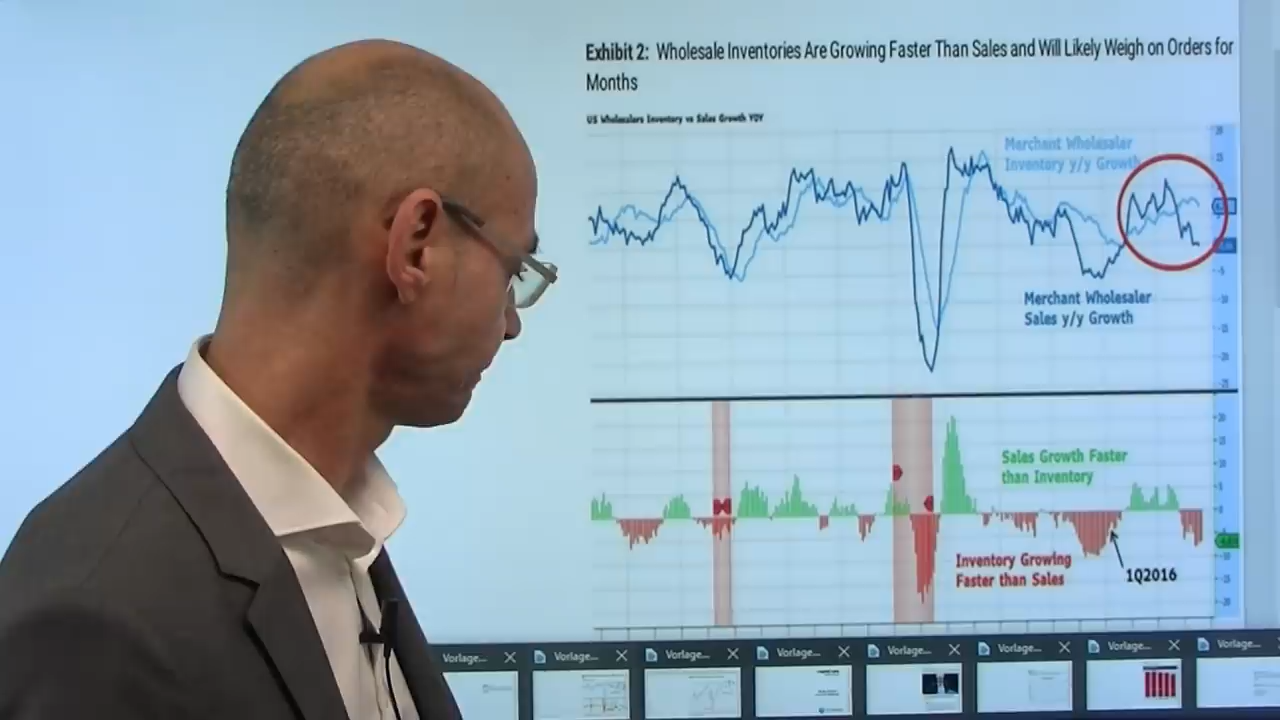 Exhibit 2: Wholesale Inventories Are Growing Faster Than Sales and Will Likely Weigh on Orders for
Months
US Wholesalers Inventory vs Sales Growth YOY
Merchant Wholesaler
Inventory y/y Growth
Merchant Wholesaler
Sales y/y Growth
Sales Growth Faster
than Inventory
Inventory Growing
Faster than Sales
1Q2016
Vorlage... Vorlage... Vorlage... Vorlage... Vorlage... Vorlage... Vorlage... Vorlage...